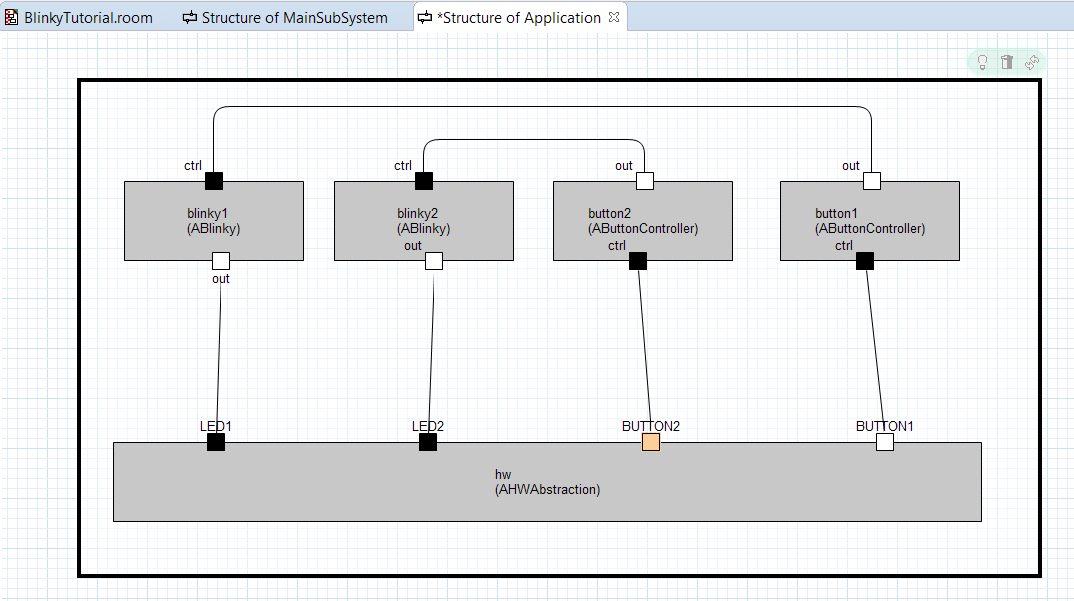 BlinkyTutorial.room
Structure of MainSubSystem
*Structure of Application
ctrl
ctrl
out
out
blinky1
(ABlinky)
blinky2
(ABlinky)
out
button2
(AButtonController)
ctrl
button1
(AButtonController)
ctrl
out
LED1
LED2
BUTTON2
BUTTON1
hw
(AHWAbstraction)